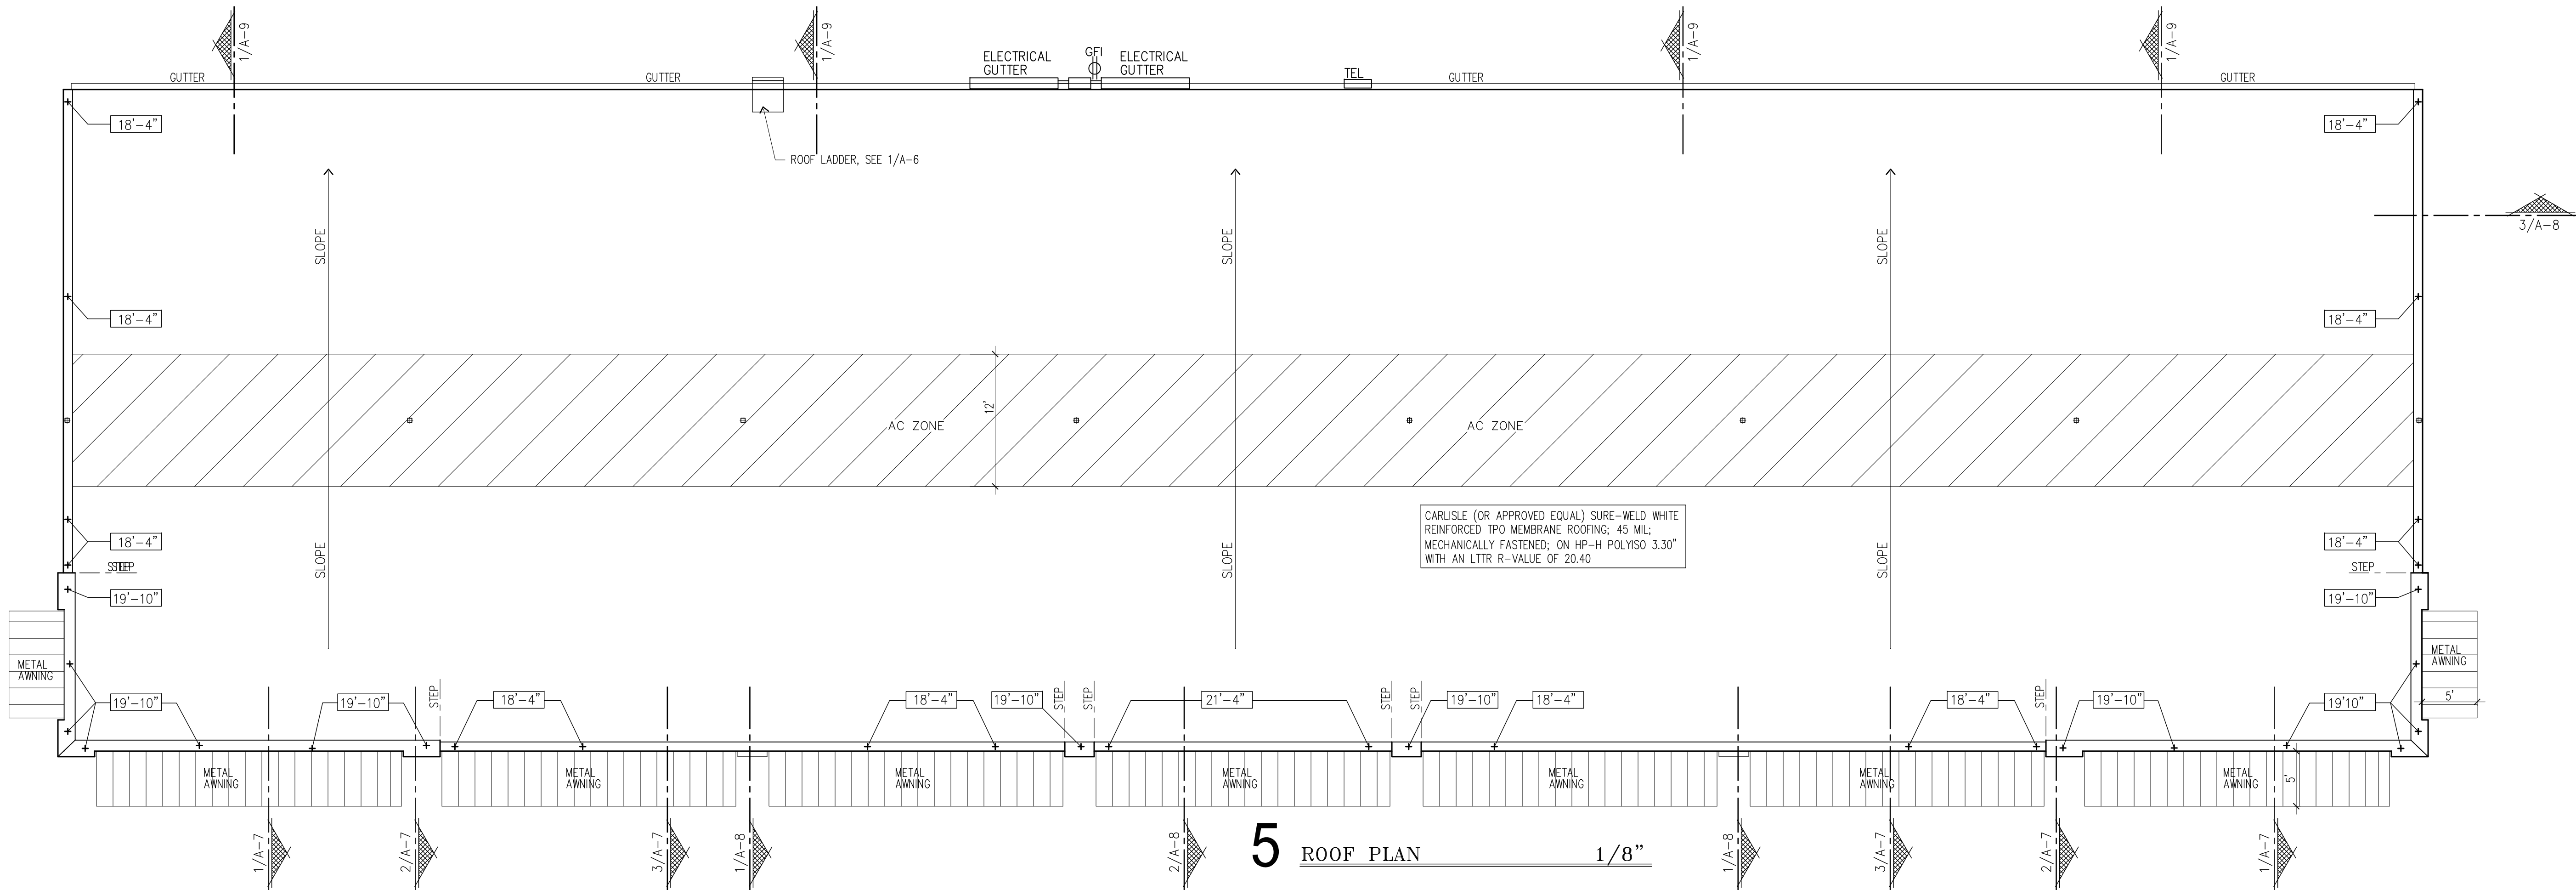 1/A-9
1/A-9
1/A-9
1/A-9
GUTTER
GUTTER
ELECTRICAL
GUTTER
GFI
ELECTRICAL
GUTTER
TEL
GUTTER
GUTTER
18'-4"
18'-4"
ROOF LADDER, SEE 1/A-6
3/A-8
SLOPE
SLOPE
SLOPE
18'-4"
18'-4"
12'
AC ZONE
AC ZONE
CARLISLE (OR APPROVED EQUAL) SURE-WELD WHITE
REINFORCED TPO MEMBRANE ROOFING; 45 MIL;
MECHANICALLY FASTENED; ON HP-H POLYISO 3.30"
WITH AN LTTR R-VALUE OF 20.40
18'-4"
18'-4"
SLOPE
SLOPE
SLOPE
STEP
STEP
STEP
19'-10"
19'-10"
METAL
AWNING
METAL
AWNING
19'-10"
19'-10"
STEP
18'-4"
18'-4"
19'-10"
STEP
STEP
21'-4"
STEP
STEP
19'-10"
18'-4"
18'-4"
STEP
19'-10"
19'10"
5'
METAL
AWNING
METAL
AWNING
METAL
AWNING
METAL
AWNING
METAL
AWNING
METAL
AWNING
METAL
AWNING
5'
1/A-7
2/A-7
3/A-7
1/A-8
2/A-8
1/A-8
3/A-7
2/A-7
1/A-7
5 ROOF PLAN 1/8"